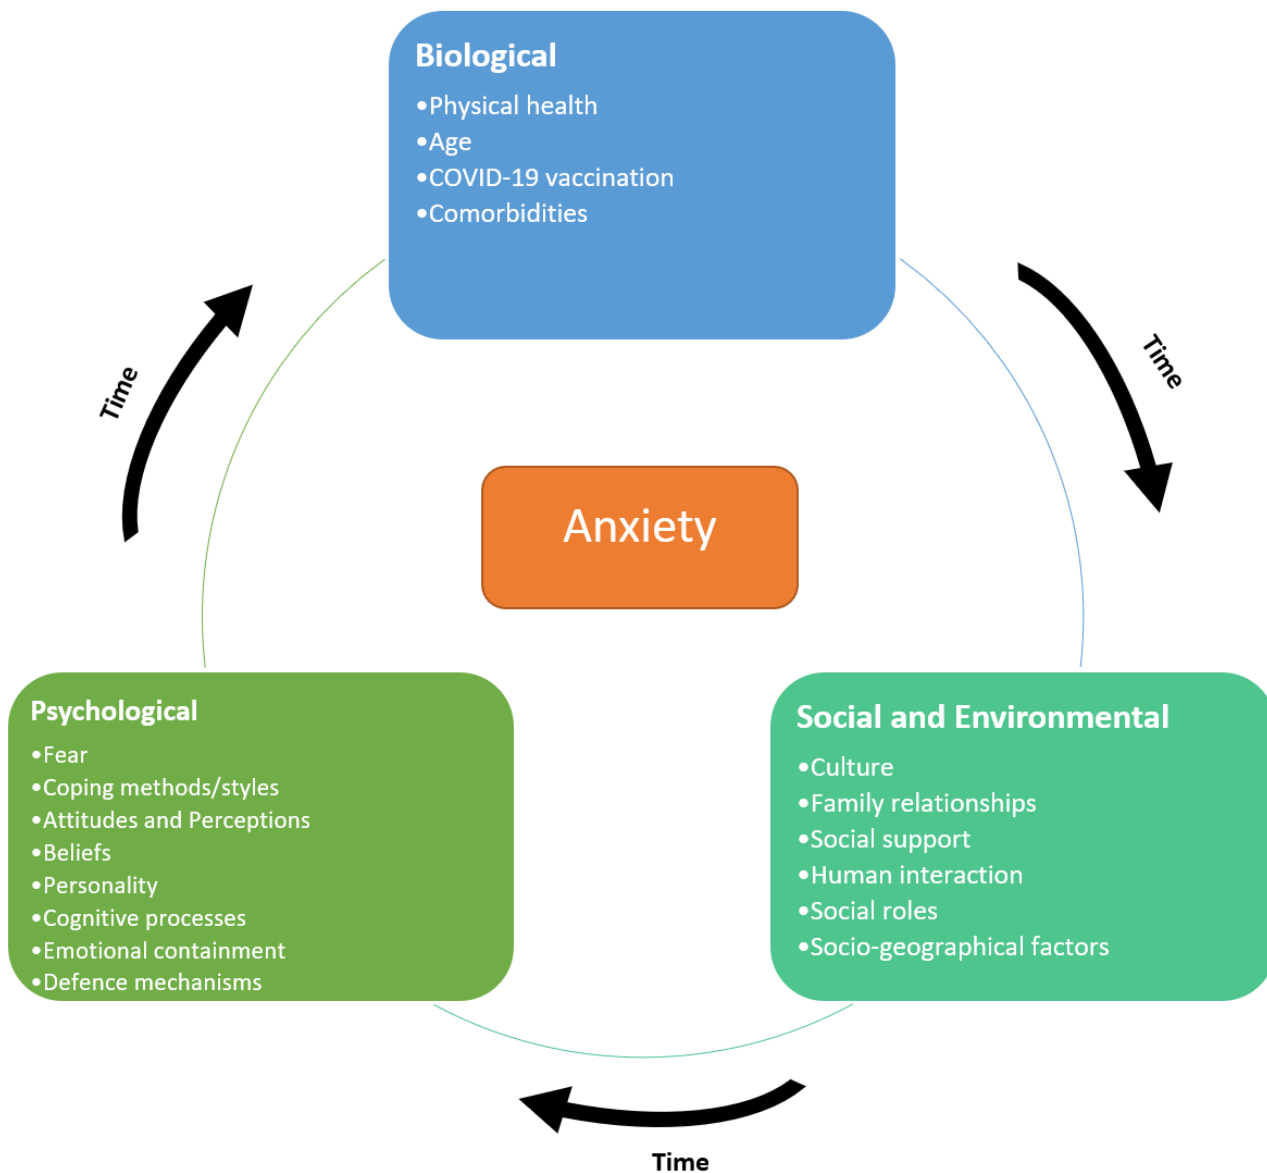 Biological
•Physical health
•Age
•COVID-19 vaccination
•Comorbidities
Time
Time
Anxiety
Psychological
•Fear
•Coping methods/styles
•Attitudes and Perceptions
•Beliefs
•Personality
•Cognitive processes
•Emotional containment
•Defence mechanisms
Social and Environmental
•Culture
•Family relationships
•Social support
•Human interaction
•Social roles
•Socio-geographical factors
Time